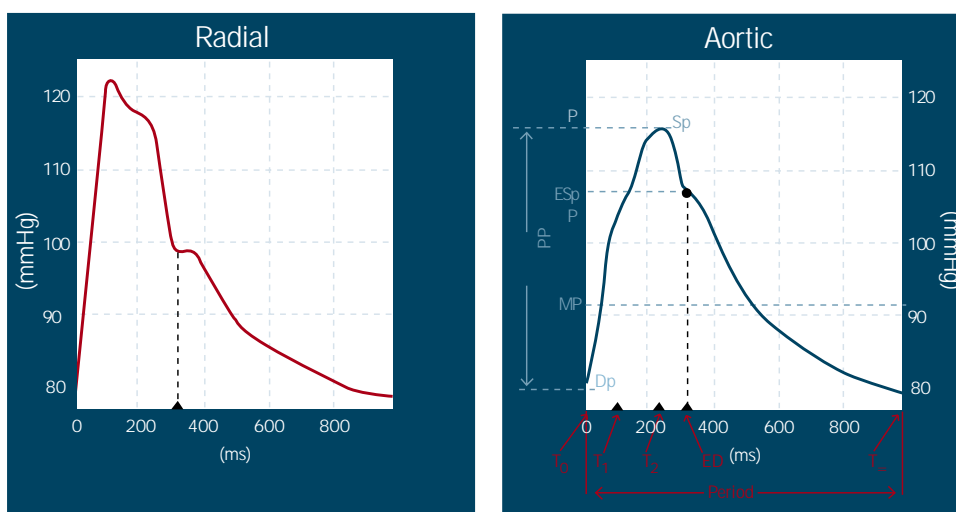 Radial
120
110
100
90
80
(mmHg)
0 200 400 600 800
(ms)
Aortic
P
Sp
ESp
P
PP
MP
Dp
120
110
100
90
80
(mmHg)
0 200 400 600 800
(ms)
T0 T1 T2 ED T∞
Period